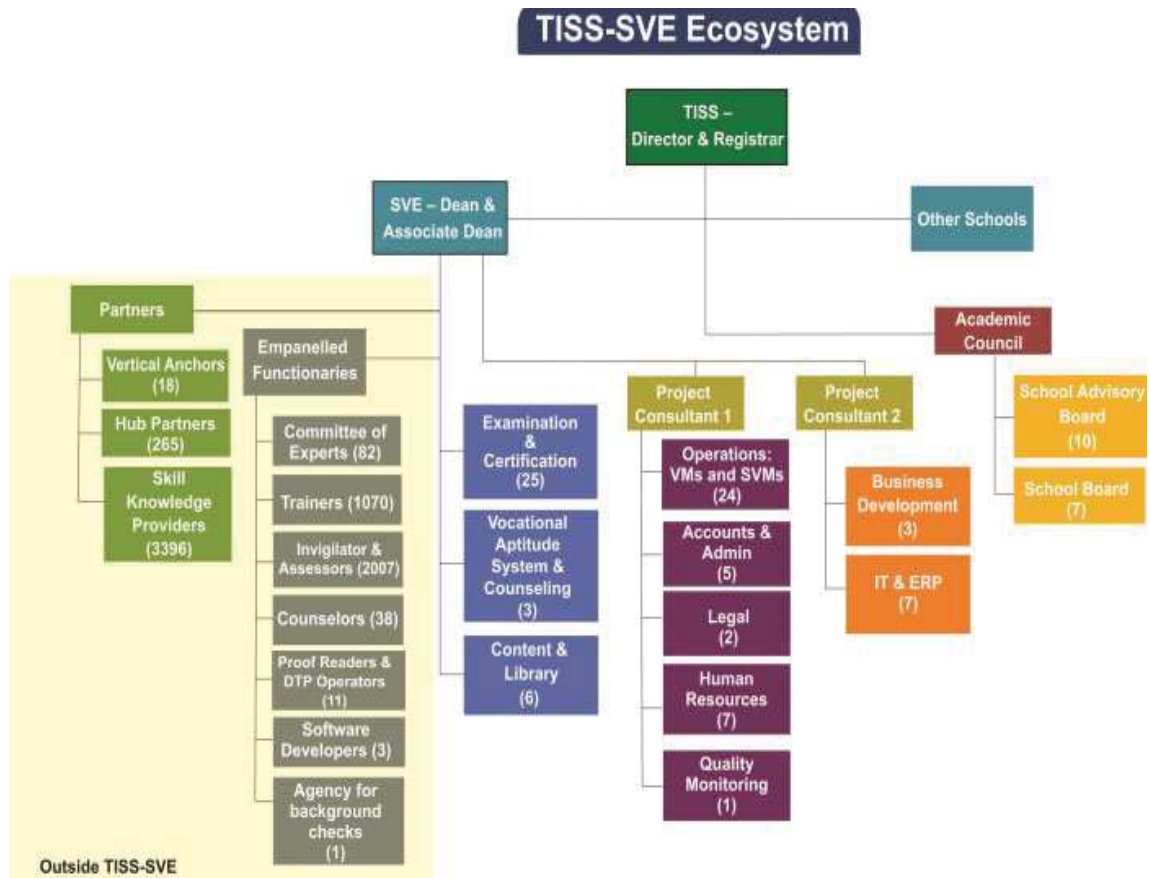 TISS-SVE Ecosystem
TISS –
Director & Registrar
SVE – Dean &
Associate Dean
Other Schools
Partners
Vertical Anchors
(18)
Hub Partners
(265)
Skill
Knowledge
Providers
(3396)
Empanelled
Functionaries
Committee of
Experts (82)
Trainers (1070)
Invigilator &
Assessors (2007)
Counselors (38)
Proof Readers &
DTP Operators
(11)
Software
Developers (3)
Agency for
background
checks
(1)
Outside TISS-SVE
Examination
&
Certification
(25)
Vocational
Aptitude
System &
Counseling
(3)
Content &
Library
(6)
Project
Consultant 1
Operations:
VMs and SVMs
(24)
Accounts &
Admin
(5)
Legal
(2)
Human
Resources
(7)
Quality
Monitoring
(1)
Project
Consultant 2
Business
Development
(3)
IT & ERP
(7)
Academic
Council
School Advisory
Board
(10)
School Board
(7)